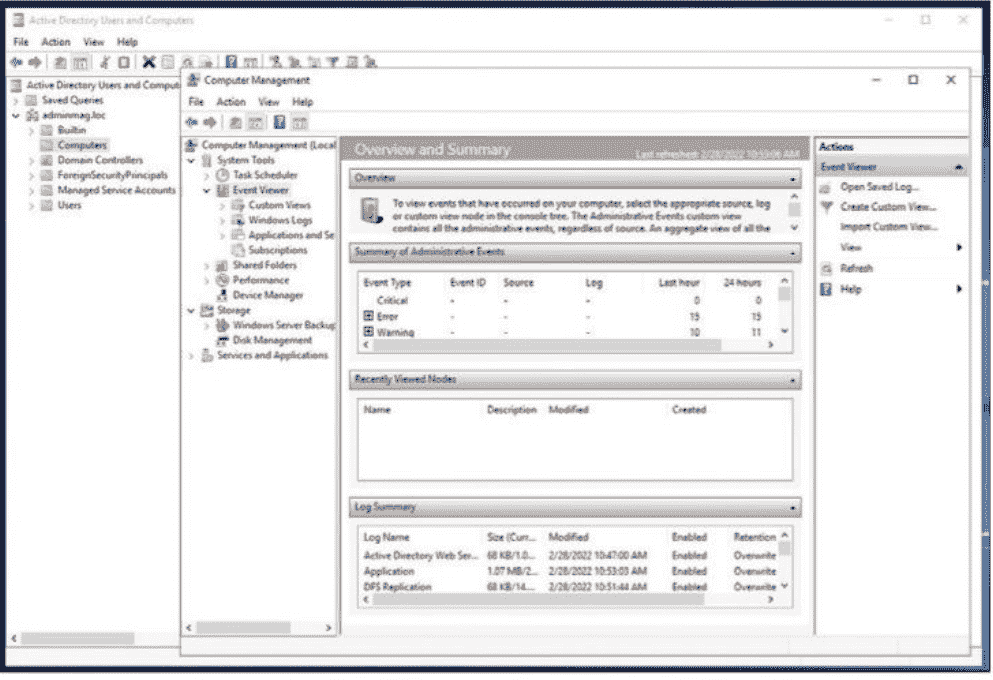 Active Directory Users and Computers
File Action View Help
Active Directory Users and Comput
Saved Queries
adminmag.loc
Builtin
Computers
Domain Controllers
ForeignSecurityPrincipals
Managed Service Accounts
Users
Computer Management
File Action View Help
Computer Management (Local
System Tools
Task Scheduler
Event Viewer
Custom Views
Windows Logs
Applications and Se
Subscriptions
Shared Folders
Performance
Device Manager
Storage
Windows Server Backup
Disk Management
Services and Applications
Overview and Summary
Last refreshed: 2/28/2022 AM
Overview
To view events that have occurred on your computer, select the appropriate source, log
or custom view node in the console tree. The Administrative Events custom view
contains all the administrative events, regardless of source. An aggregate view of all the
Summary of Administrative Events
Event Type Event ID Source Log Last hour 24 hours
Critical - - - 0 0
Error - - - 15 15
Warning - - - 10 11
Recently Viewed Nodes
Name Description Modified Created
Log Summary
Log Name Size (Curr... Modified Enabled Retention
Active Directory Web Ser... 68 KB/1.0... 2/28/2022 10:47:00 AM Enabled Overwrite
Application 1.07 MB/2... 2/28/2022 10:53:03 AM Enabled Overwrite
DFS Replication 68 KB/14.... 2/28/2022 10:51:44 AM Enabled Overwrite
Actions
Event Viewer
Open Saved Log...
Create Custom View...
Import Custom View...
View
Refresh
Help